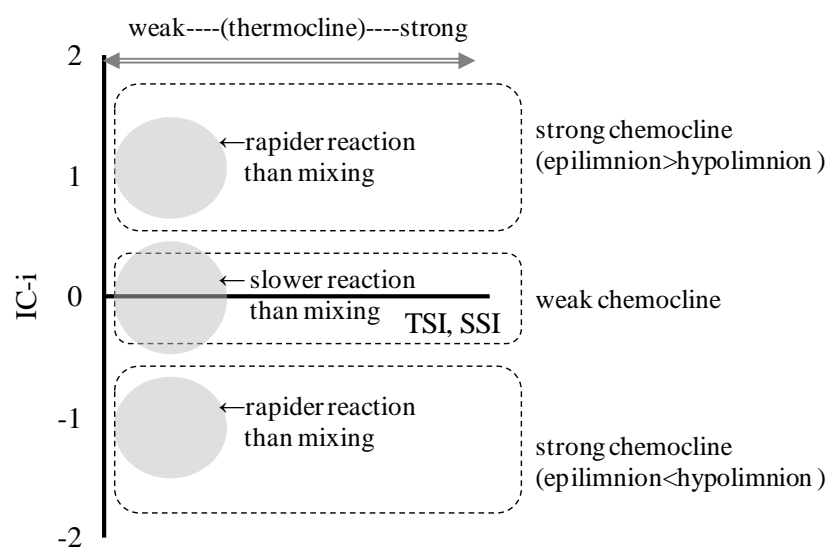 weak----(thermocline)----strong
2
←rapider reaction
than mixing
strong chemocline
(epilimnion>hypolimnion )
1
IC-i
0
← slower reaction
than mixing
TSI, SSI
weak chemocline
-1
←rapider reaction
than mixing
strong chemocline
(epilimnion<hypolimnion )
-2